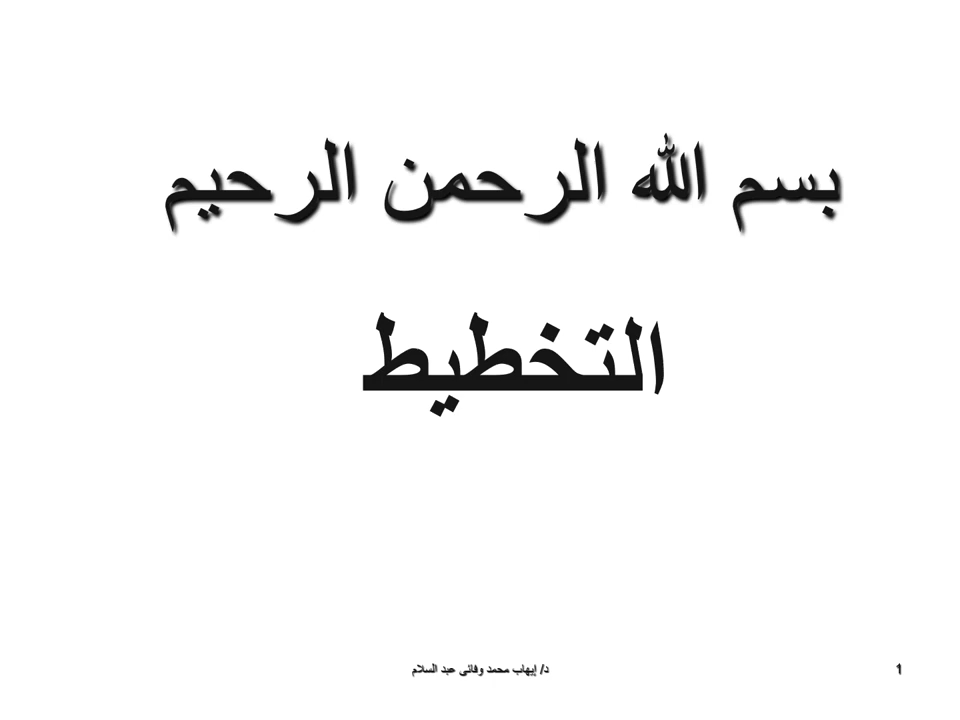 بسم الله الرحمن الرحيم
التخطيط
د/ إيهاب محمد وفائى عبد السلام
1